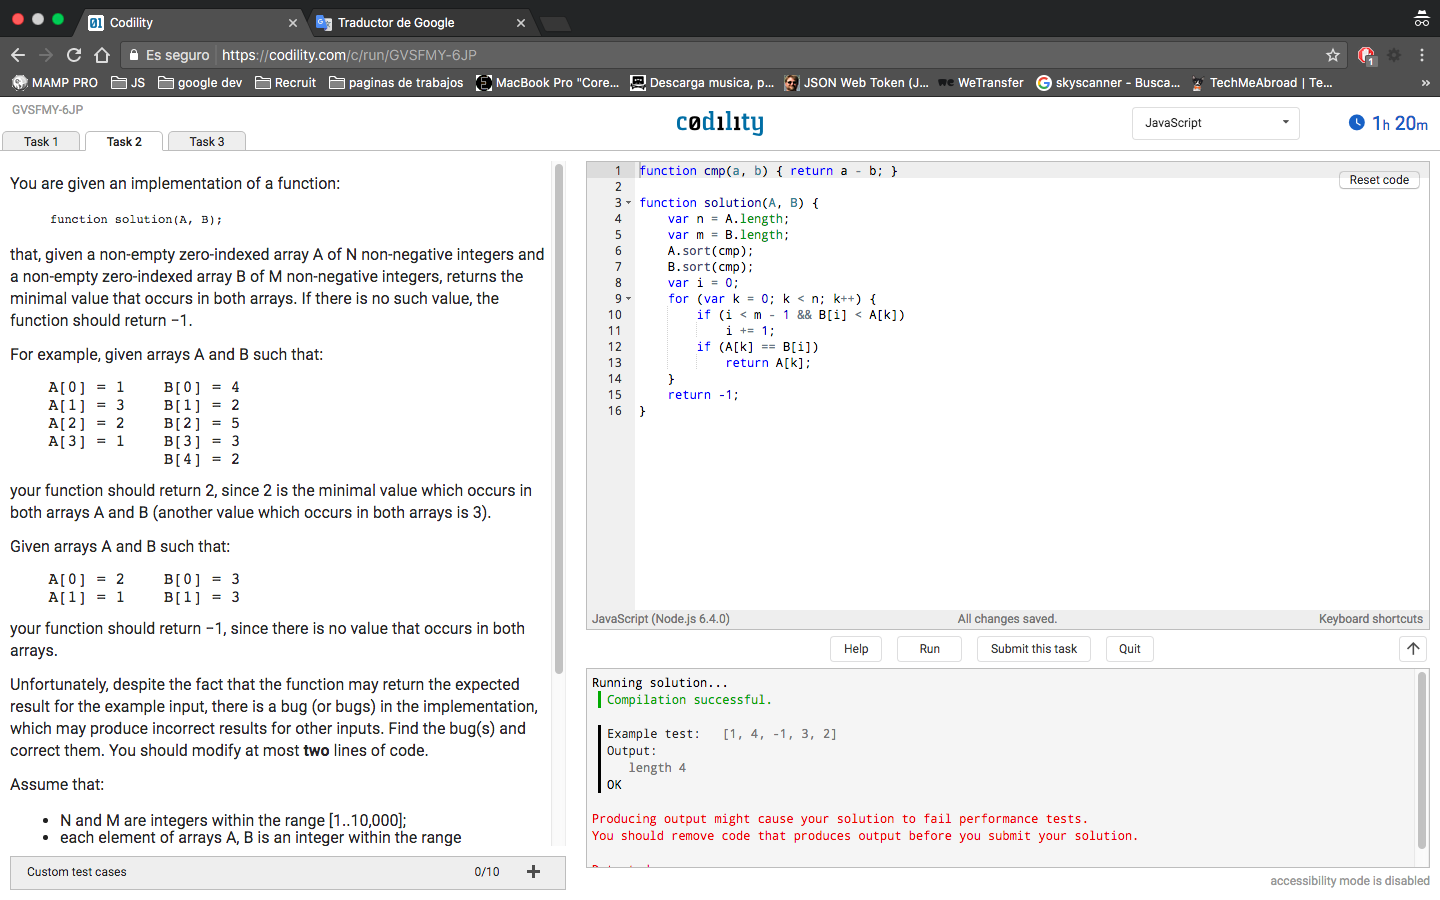 Codility
Traductor de Google
Es seguro
https://codility.com/c/run/GVSFMY-6JP
MAMP PRO
JS
google dev
Recruit
paginas de trabajos
MacBook Pro "Core...
Descarga musica, p...
JSON Web Token (J...
WeTransfer
skyscanner - Busca...
TechMeAbroad | Te...
»
GVSFMY-6JP
codility
JavaScript
1h 20m
Task 1
Task 2
Task 3
You are given an implementation of a function:
function solution(A, B);
that, given a non-empty zero-indexed array A of N non-negative integers and
a non-empty zero-indexed array B of M non-negative integers, returns the
minimal value that occurs in both arrays. If there is no such value, the
function should return −1.
For example, given arrays A and B such that:
A[0] = 1    B[0] = 4
A[1] = 3    B[1] = 2
A[2] = 2    B[2] = 5
A[3] = 1    B[3] = 3
B[4] = 2
your function should return 2, since 2 is the minimal value which occurs in
both arrays A and B (another value which occurs in both arrays is 3).
Given arrays A and B such that:
A[0] = 2    B[0] = 3
A[1] = 1    B[1] = 3
your function should return −1, since there is no value that occurs in both
arrays.
Unfortunately, despite the fact that the function may return the expected
result for the example input, there is a bug (or bugs) in the implementation,
which may produce incorrect results for other inputs. Find the bug(s) and
correct them. You should modify at most two lines of code.
Assume that:
• N and M are integers within the range [1..10,000];
• each element of arrays A, B is an integer within the range
Custom test cases
0/10
+
Reset code
1 function cmp(a, b) { return a - b; }
2
3 function solution(A, B) {
4 var n = A.length;
5 var m = B.length;
6 A.sort(cmp);
7 B.sort(cmp);
8 var i = 0;
9 for (var k = 0; k < n; k++) {
10 if (i < m - 1 && B[i] < A[k])
11 i += 1;
12 if (A[k] == B[i])
13 return A[k];
14 }
15 return -1;
16 }
JavaScript (Node.js 6.4.0)
All changes saved.
Keyboard shortcuts
Help
Run
Submit this task
Quit
Running solution...
Compilation successful.
Example test:   [1, 4, -1, 3, 2]
Output:
length 4
OK
Producing output might cause your solution to fail performance tests.
You should remove code that produces output before you submit your solution.
accessibility mode is disabled